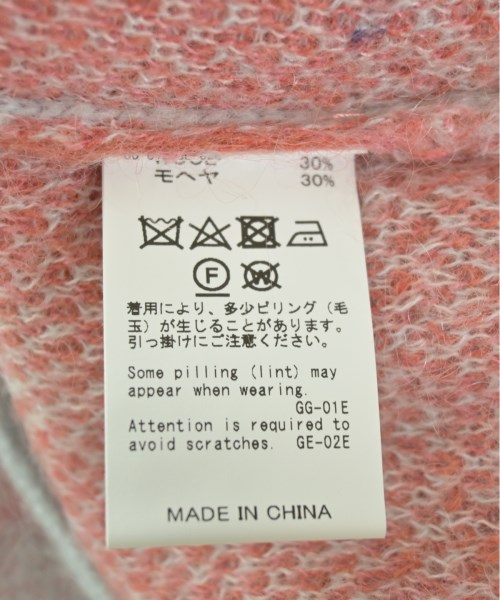 30%
モヘヤ 30%
F W
着用により、多少ピリング（毛
玉）が生じることがあります。
引っ掛けにご注意ください。
Some pilling (lint) may
appear when wearing.
GG-01E
Attention is required to
avoid scratches. GE-02E
MADE IN CHINA